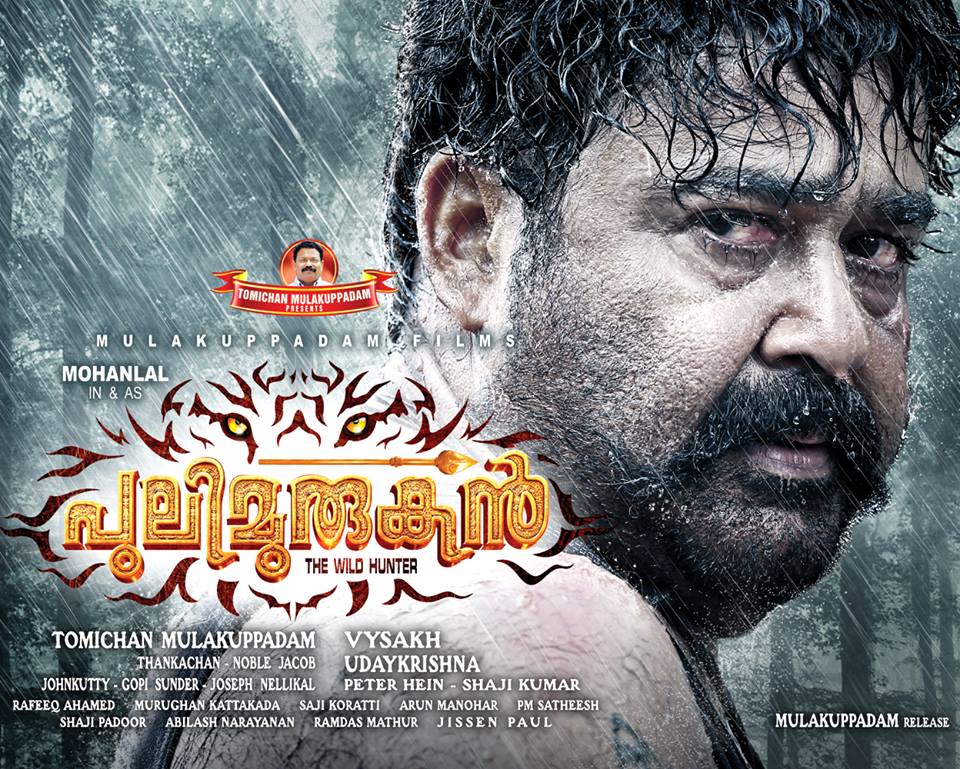 TOMICHAN MULAKUPPADAM
PRESENTS
MULAKUPPADAM FILMS
MOHANLAL
IN & AS
പുലിമുരുകൻ
THE WILD HUNTER
TOMICHAN MULAKUPPADAM VYSAKH
THANKACHAN - NOBLE JACOB UDAYKRISHNA
JOHNKUTTY - GOPI SUNDER - JOSEPH NELLIKAL PETER HEIN - SHAJI KUMAR
RAFEEQ AHAMED MURUGHAN KATTAKADA SAJI KORATTI ARUN MANOHAR PM SATHEESH
SHAJI PADOOR ABILASH NARAYANAN RAMDAS MATHUR JISSEN PAUL
MULAKUPPADAM RELEASE